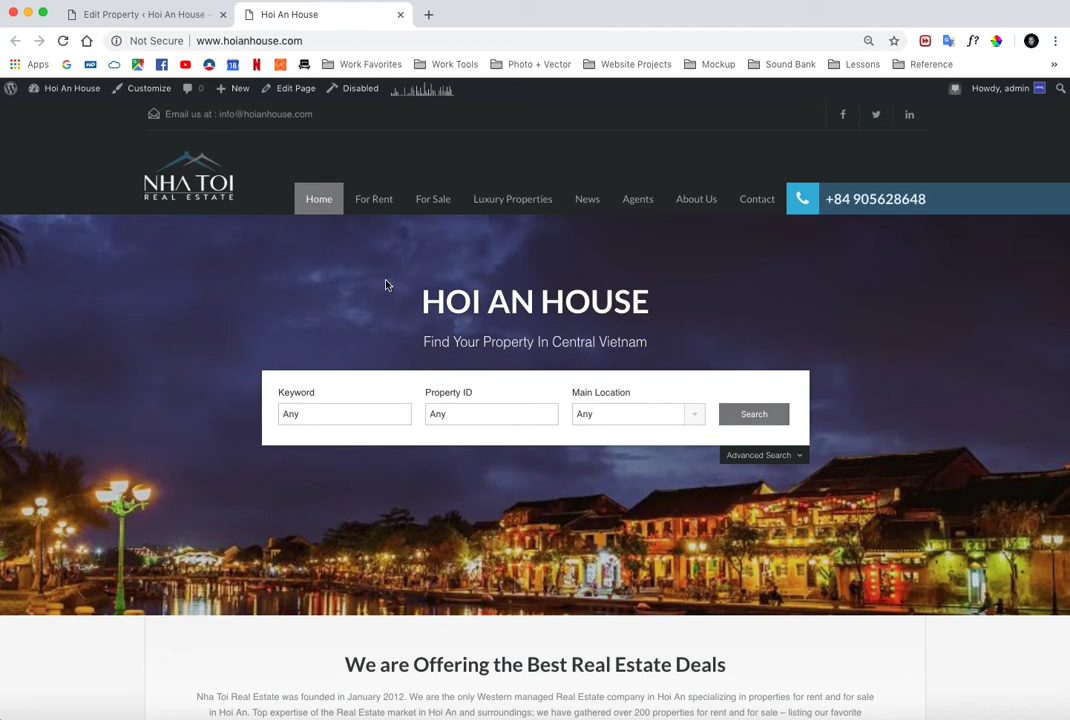 Edit Property ‹ Hoi An House
Hoi An House
Not Secure
www.hoianhouse.com
f?
Apps
Work Favorites
Work Tools
Photo + Vector
Website Projects
Mockup
Sound Bank
Lessons
Reference
»
Hoi An House
Customize
0
New
Edit Page
Disabled
Howdy, admin
Email us at : info@hoianhouse.com
NHA TOI
REAL ESTATE
Home
For Rent
For Sale
Luxury Properties
News
Agents
About Us
Contact
+84 905628648
HOI AN HOUSE
Find Your Property In Central Vietnam
Keyword
Property ID
Main Location
Any
Any
Any
Search
Advanced Search
We are Offering the Best Real Estate Deals
Nha Toi Real Estate was founded in January 2012. We are the only Western managed Real Estate company in Hoi An specializing in properties for rent and for sale
in Hoi An. Top expertise of the Real Estate market in Hoi An and surroundings; we have gathered over 200 properties for rent and for sale – listing our favorite